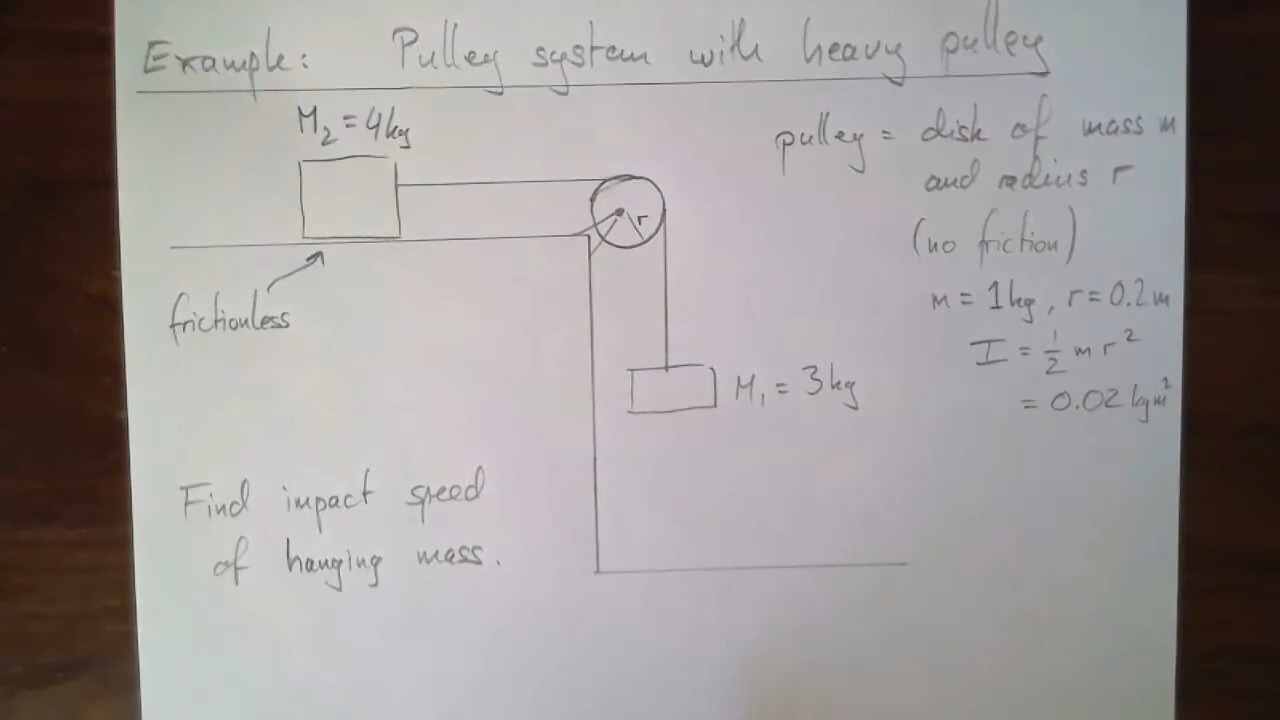 Example: Pulley system with heavy pulley
M₂ = 4kg
pulley = disk of mass m
and radius r
(no friction)
r
m = 1kg, r = 0.2m
frictionless
I = ½ m r²
= 0.02 kgm²
M₁ = 3kg
Find impact speed
of hanging mass.